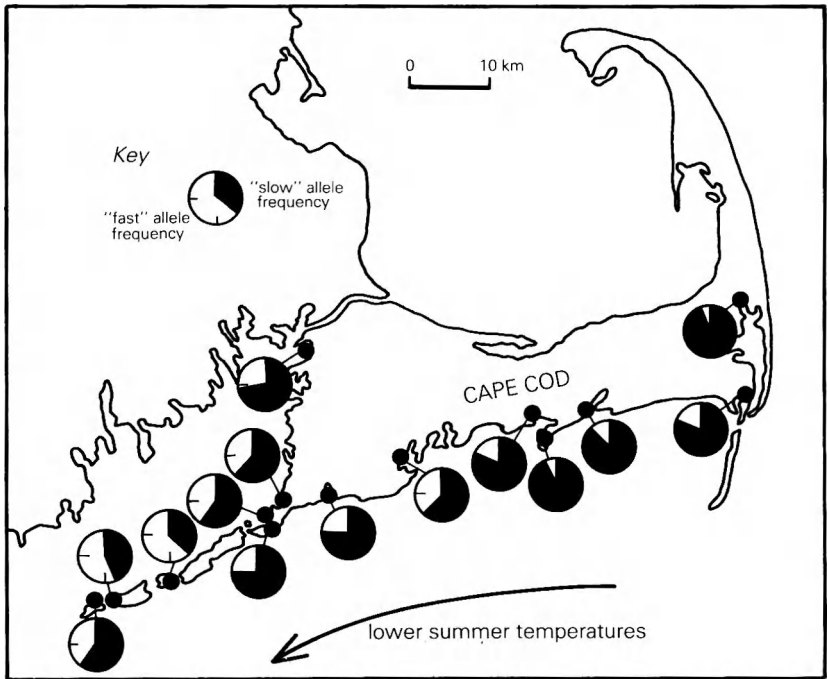 0 10 km
Key
"slow" allele
frequency
"fast" allele
frequency
CAPE COD
lower summer temperatures